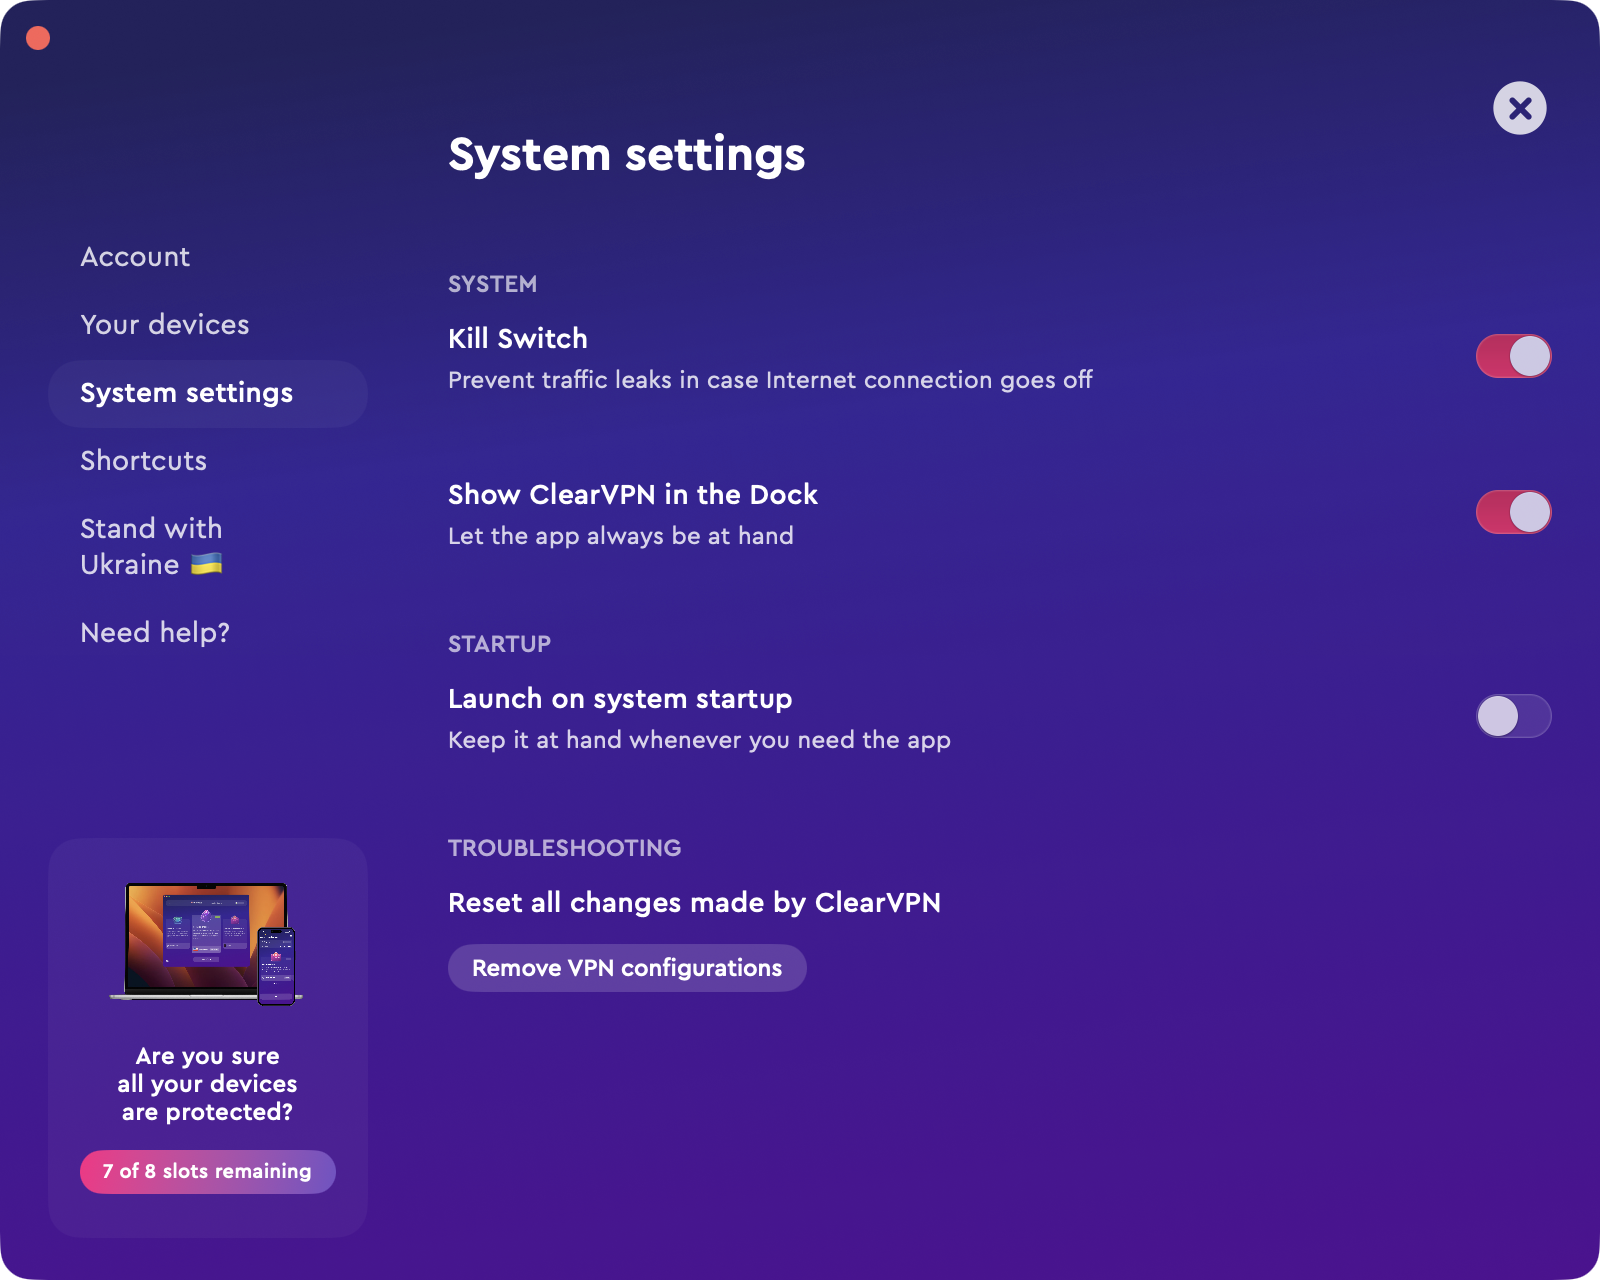 System settings
Account
Your devices
System settings
Shortcuts
Stand with
Ukraine 🇺🇦
Need help?
SYSTEM
Kill Switch
Prevent traffic leaks in case Internet connection goes off
Show ClearVPN in the Dock
Let the app always be at hand
STARTUP
Launch on system startup
Keep it at hand whenever you need the app
TROUBLESHOOTING
Reset all changes made by ClearVPN
Remove VPN configurations
Are you sure
all your devices
are protected?
7 of 8 slots remaining